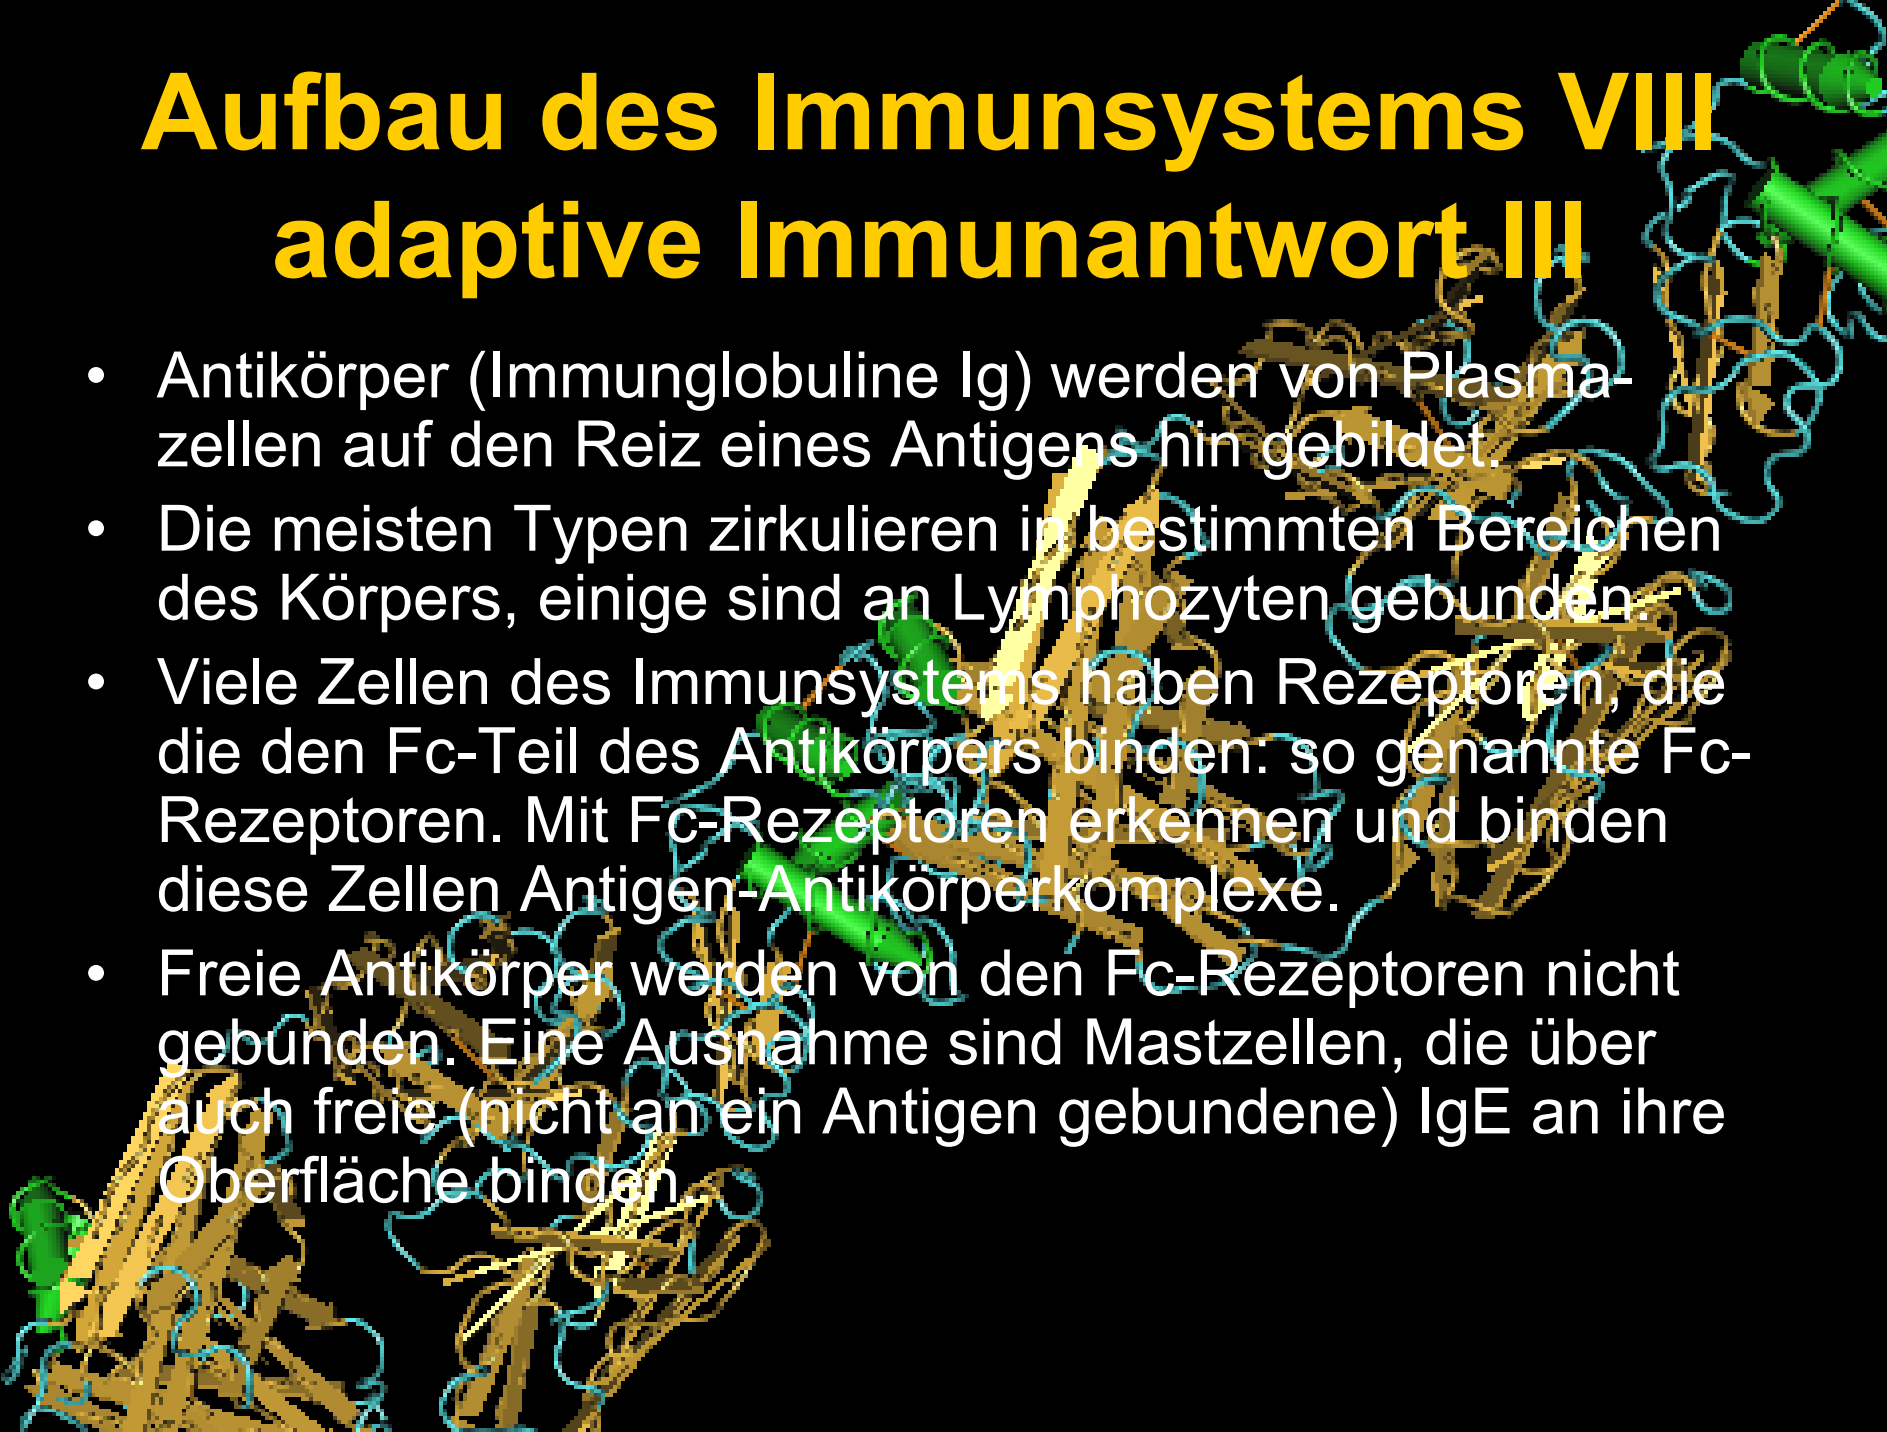 Aufbau des Immunsystems VIII
adaptive Immunantwort III
• Antikörper (Immunglobuline Ig) werden von Plasma-
zellen auf den Reiz eines Antigens hin gebildet.
• Die meisten Typen zirkulieren in bestimmten Bereichen
des Körpers, einige sind an Lymphozyten gebunden.
• Viele Zellen des Immunsystems haben Rezeptoren, die
die den Fc-Teil des Antikörpers binden: so genannte Fc-
Rezeptoren. Mit Fc-Rezeptoren erkennen und binden
diese Zellen Antigen-Antikörperkomplexe.
• Freie Antikörper werden von den Fc-Rezeptoren nicht
gebunden. Eine Ausnahme sind Mastzellen, die über
auch freie (nicht an ein Antigen gebundene) IgE an ihre
Oberfläche binden.